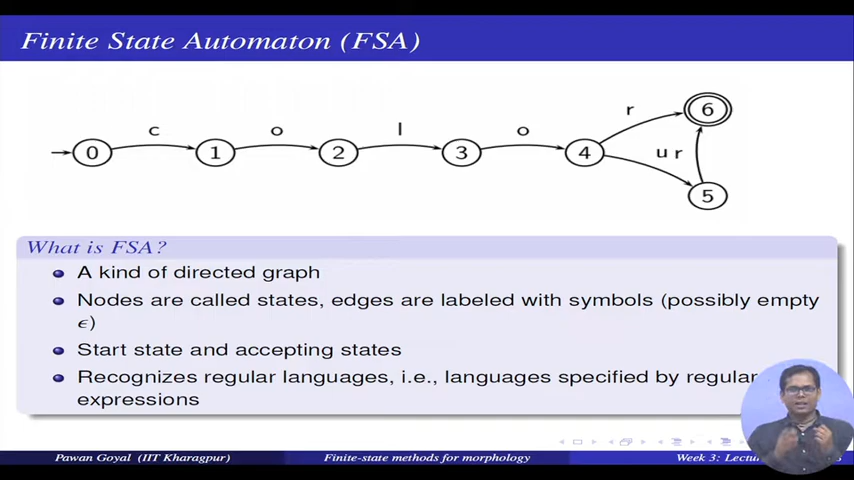 Finite State Automaton (FSA)
c o l o r
0 1 2 3 4 6
u r
5
What is FSA?
A kind of directed graph
Nodes are called states, edges are labeled with symbols (possibly empty
ϵ)
Start state and accepting states
Recognizes regular languages, i.e., languages specified by regular
expressions
Pawan Goyal (IIT Kharagpur) Finite-state methods for morphology Week 3: